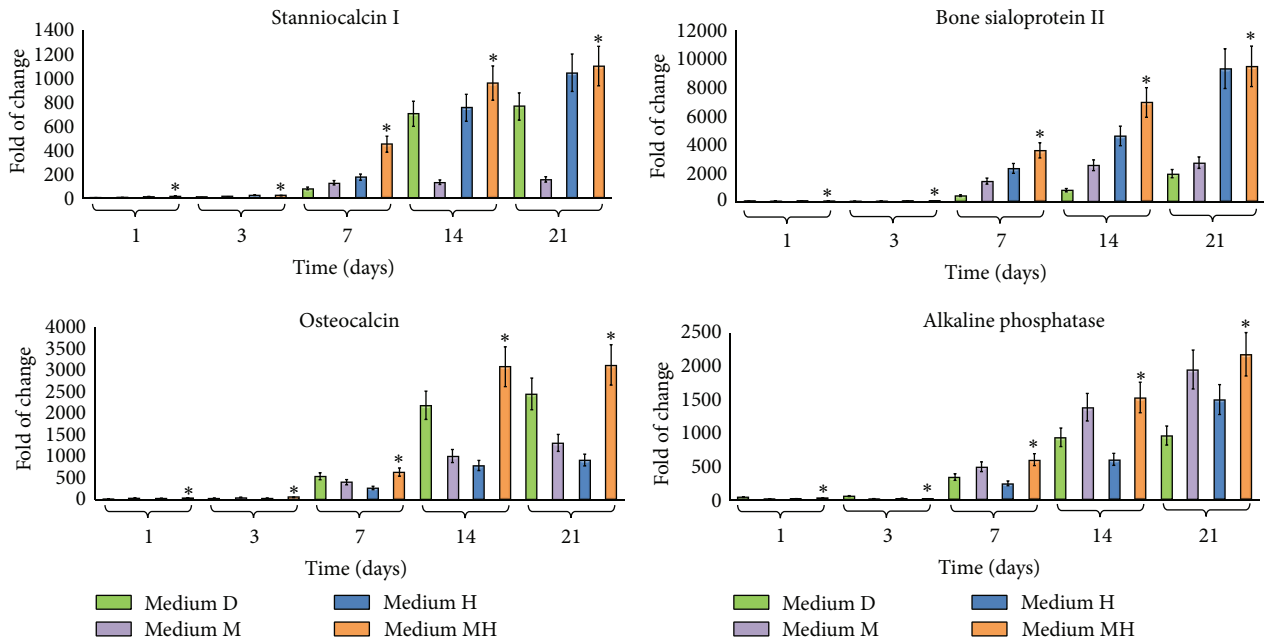 Stanniocalcin I
Fold of change
1400
1200
1000
800
600
400
200
0
* * * * *
1 3 7 14 21
Time (days)
Bone sialoprotein II
Fold of change
12000
10000
8000
6000
4000
2000
0
* * * * *
1 3 7 14 21
Time (days)
Osteocalcin
Fold of change
4000
3500
3000
2500
2000
1500
1000
500
0
* * * * *
1 3 7 14 21
Time (days)
Medium D
Medium M
Medium H
Medium MH
Alkaline phosphatase
Fold of change
2500
2000
1500
1000
500
0
* * * * *
1 3 7 14 21
Time (days)
Medium D
Medium M
Medium H
Medium MH